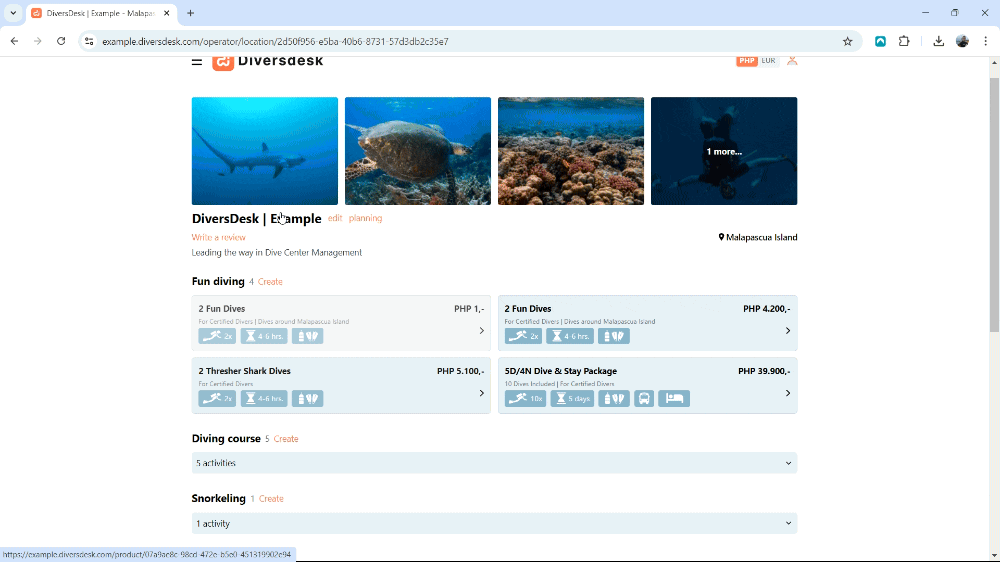 DiversDesk | Example - Malapas
example.diversdesk.com/operator/location/2d50f956-e5ba-40b6-8731-57d3db2c35e7
Diversdesk
PHP EUR
1 more...
DiversDesk | Example edit planning
Write a review
Malapascua Island
Leading the way in Dive Center Management
Fun diving 4 Create
2 Fun Dives PHP 1,-
For Certified Divers | Dives around Malapascua Island
2x 4-6 hrs.
2 Fun Dives PHP 4.200,-
For Certified Divers | Dives around Malapascua Island
2x 4-6 hrs.
2 Thresher Shark Dives PHP 5.100,-
For Certified Divers
2x 4-6 hrs.
5D/4N Dive & Stay Package PHP 39.900,-
10 Dives Included | For Certified Divers
10x 5 days
Diving course 5 Create
5 activities
Snorkeling 1 Create
1 activity
https://example.diversdesk.com/product/07a9ae8c-98cd-472e-b5e0-451319902e94